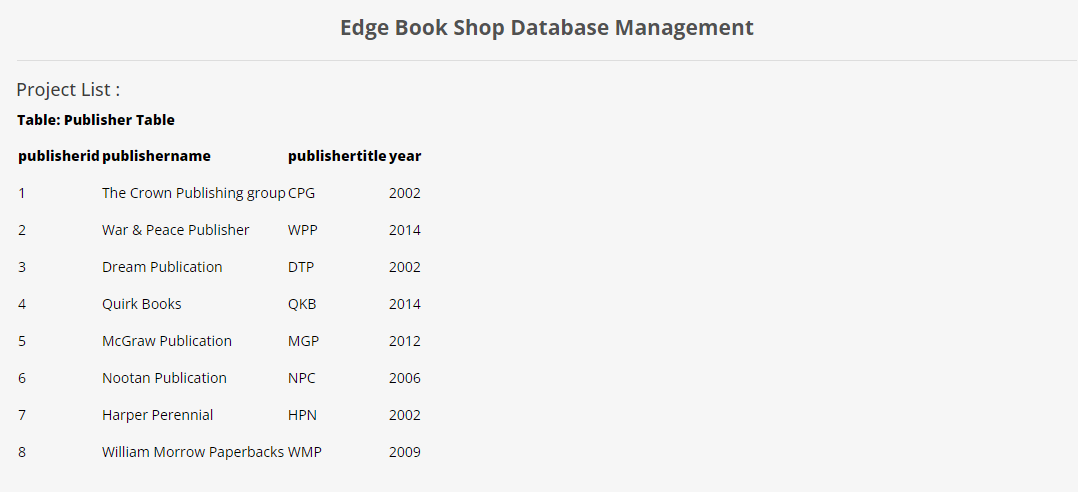 Edge Book Shop Database Management
Project List :
Table: Publisher Table
publisherid publishername publishertitle year
1 The Crown Publishing group CPG 2002
2 War & Peace Publisher WPP 2014
3 Dream Publication DTP 2002
4 Quirk Books QKB 2014
5 McGraw Publication MGP 2012
6 Nootan Publication NPC 2006
7 Harper Perennial HPN 2002
8 William Morrow Paperbacks WMP 2009